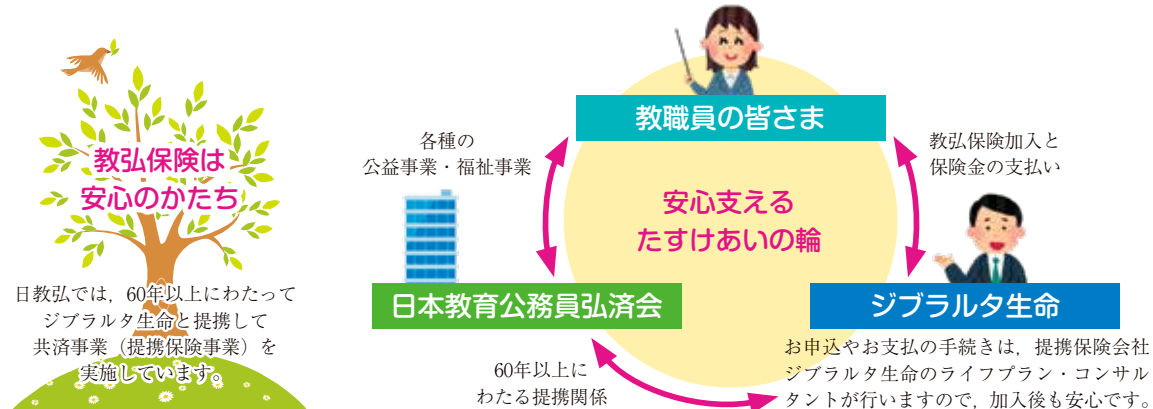 教弘保険は
安心のかたち
日教弘では，60年以上にわたって
ジブラルタ生命と提携して
共済事業（提携保険事業）を
実施しています。
教職員の皆さま
各種の
公益事業・福祉事業
教弘保険加入と
保険金の支払い
安心支える
たすけあいの輪
日本教育公務員弘済会
ジブラルタ生命
60年以上に
わたる提携関係
お申込やお支払の手続きは，提携保険会社
ジブラルタ生命のライフプラン・コンサル
タントが行いますので，加入後も安心です。